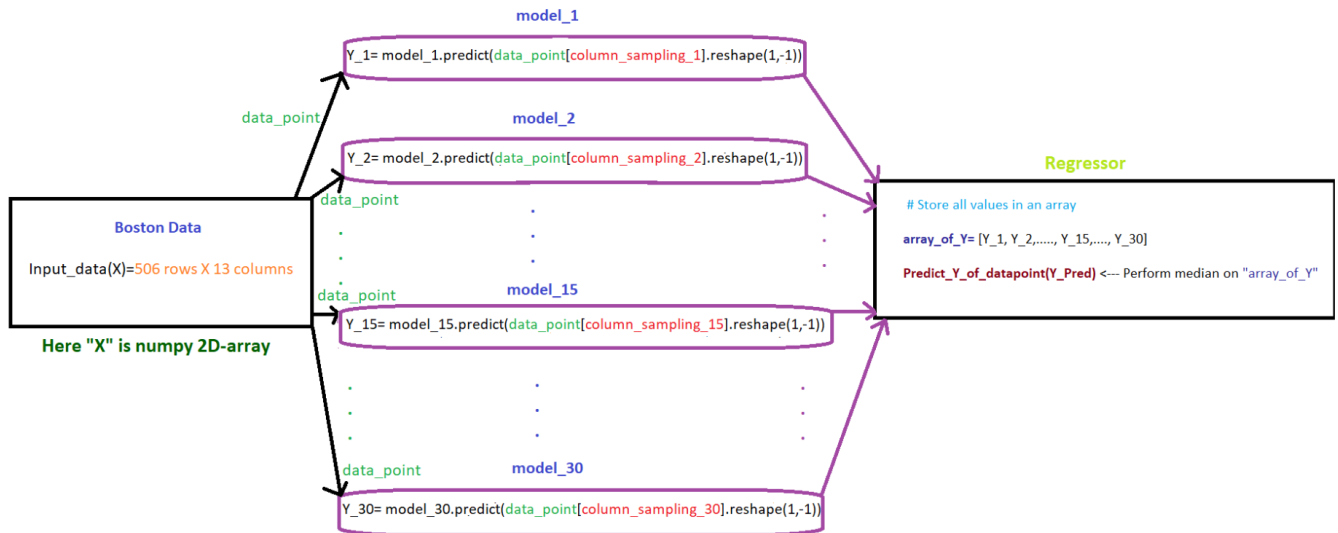 model_1
Y_1= model_1.predict(data_point[column_sampling_1].reshape(1,-1))
data_point
model_2
Y_2= model_2.predict(data_point[column_sampling_2].reshape(1,-1))
data_point
Boston Data
Input_data(X)=506 rows X 13 columns
Here "X" is numpy 2D-array
model_15
data_point
Y_15= model_15.predict(data_point[column_sampling_15].reshape(1,-1))
model_30
data_point
Y_30= model_30.predict(data_point[column_sampling_30].reshape(1,-1))
Regressor
# Store all values in an array
array_of_Y= [Y_1, Y_2,....., Y_15,...., Y_30]
Predict_Y_of_datapoint(Y_Pred) <--- Perform median on "array_of_Y"